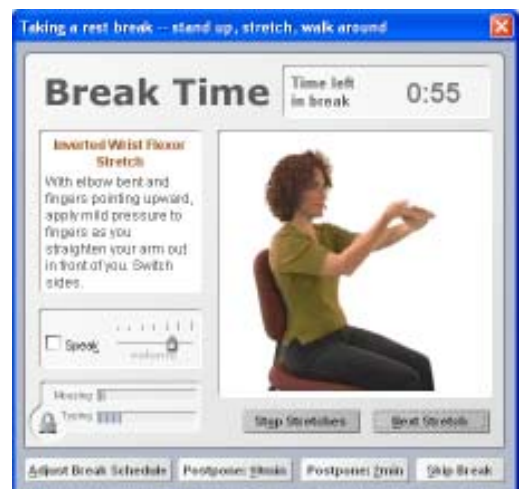 Taking a rest break -- stand up, stretch, walk around
Break Time
Time left
in break
0:55
Inverted Wrist Flexor
Stretch
With elbow bent and
fingers pointing upward,
apply mild pressure to
fingers as you
straighten your arm out
in front of you. Switch
sides.
Speak
volume
Mousing
Typing
Stop Stretches
Next Stretch
Adjust Break Schedule
Postpone:
Postpone: 2min
Skip Break